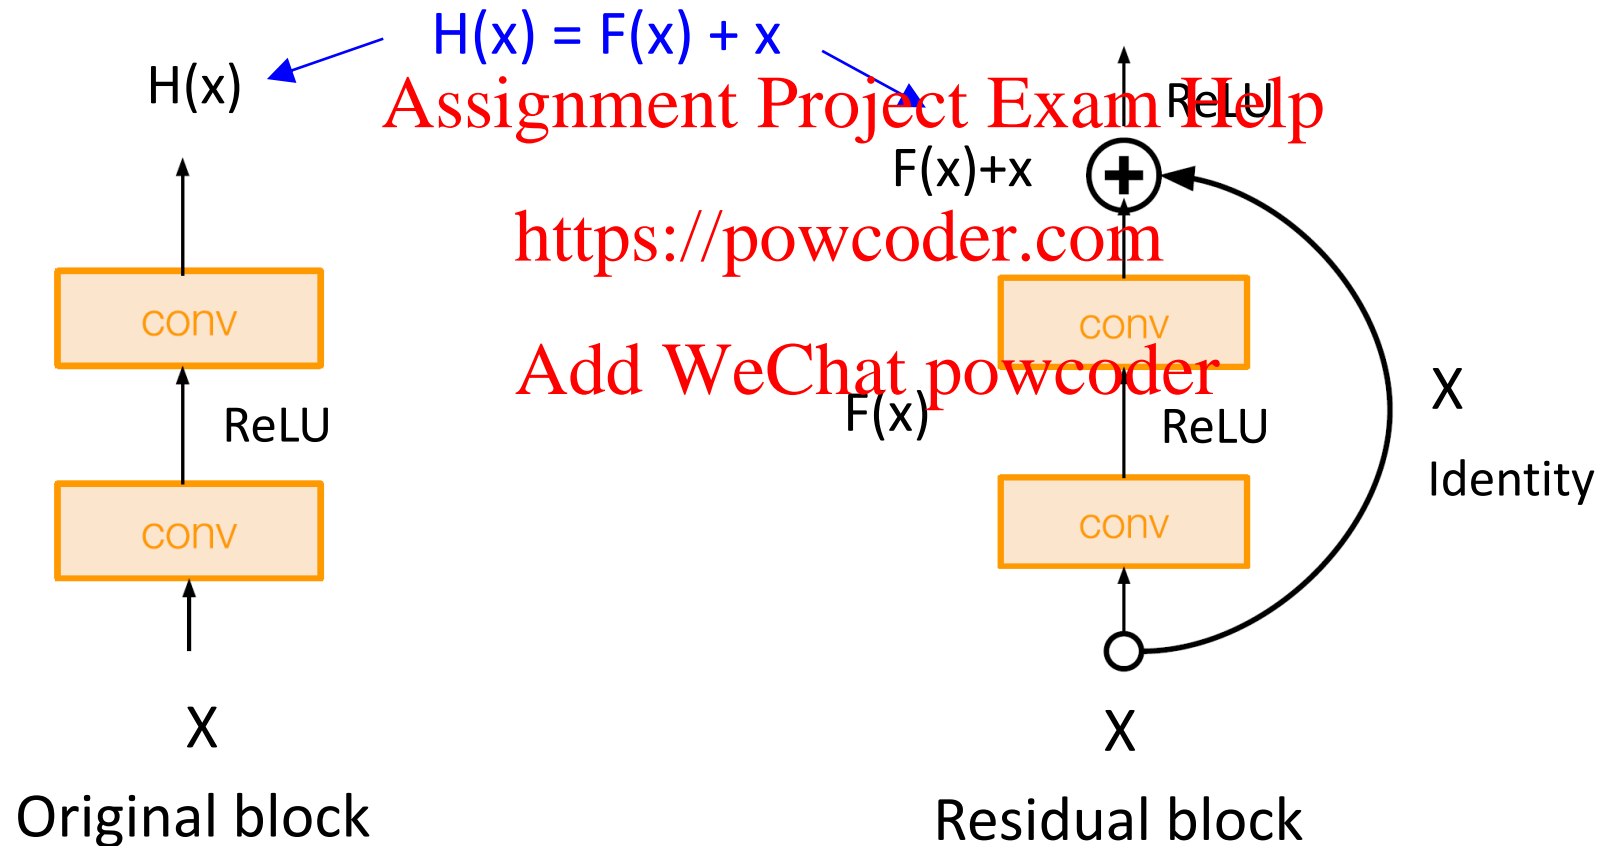 H(x) = F(x) + x
H(x)
Assignment Project Exam Help
ReLU
F(x)+x
https://powcoder.com
conv
conv
Add WeChat powcoder
X
F(x)
ReLU
ReLU
Identity
conv
conv
X
X
Original block
Residual block